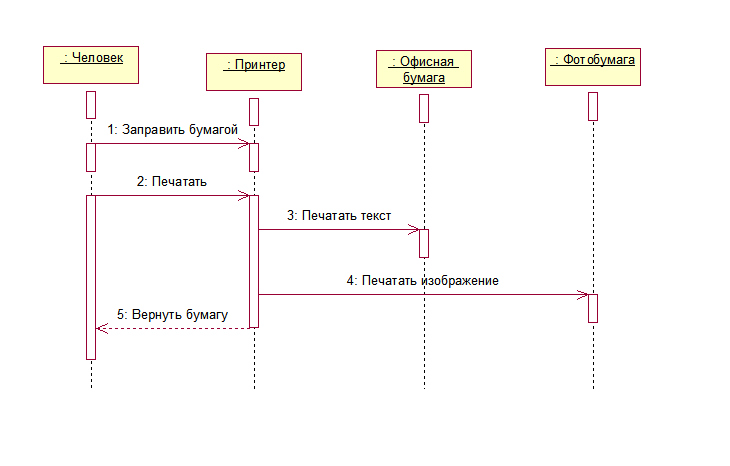 : Человек
: Принтер
: Офисная
бумага
: Фотобумага
1: Заправить бумагой
2: Печатать
3: Печатать текст
4: Печатать изображение
5: Вернуть бумагу